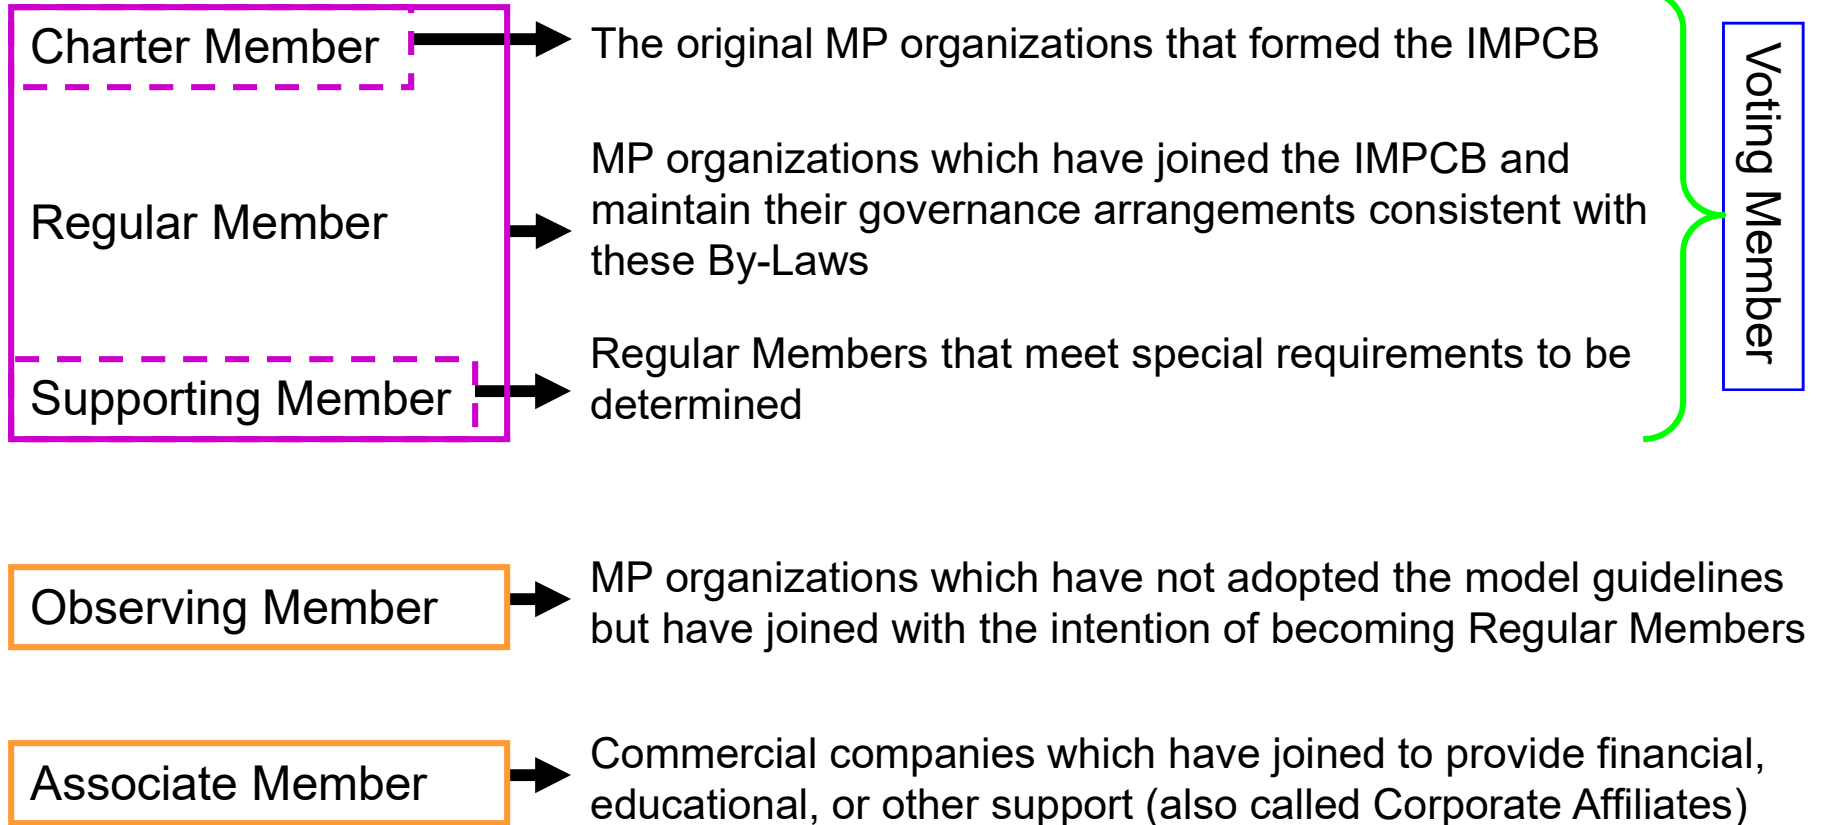 Charter Member
The original MP organizations that formed the IMPCB
Regular Member
MP organizations which have joined the IMPCB and
maintain their governance arrangements consistent with
these By-Laws
Supporting Member
Regular Members that meet special requirements to be
determined
Voting Member
Observing Member
MP organizations which have not adopted the model guidelines
but have joined with the intention of becoming Regular Members
Associate Member
Commercial companies which have joined to provide financial,
educational, or other support (also called Corporate Affiliates)